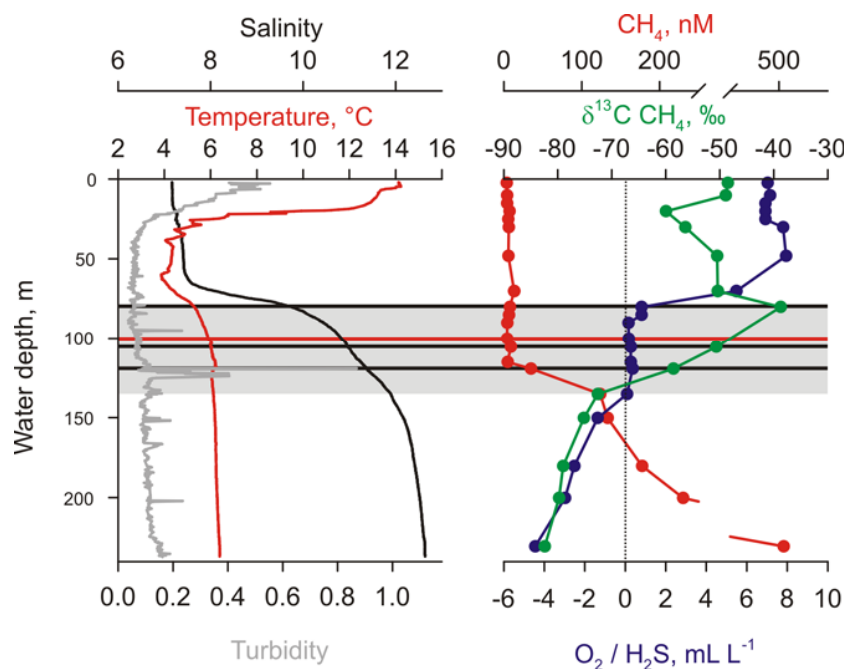 Salinity
6 8 10 12
Temperature, °C
2 4 6 8 10 12 14 16
CH₄, nM
0 100 200 500
δ¹³C CH₄, ‰
-90 -80 -70 -60 -50 -40 -30
Water depth, m
0
50
100
150
200
0.0 0.2 0.4 0.6 0.8 1.0
Turbidity
-6 -4 -2 0 2 4 6 8 10
O₂ / H₂S, mL L⁻¹